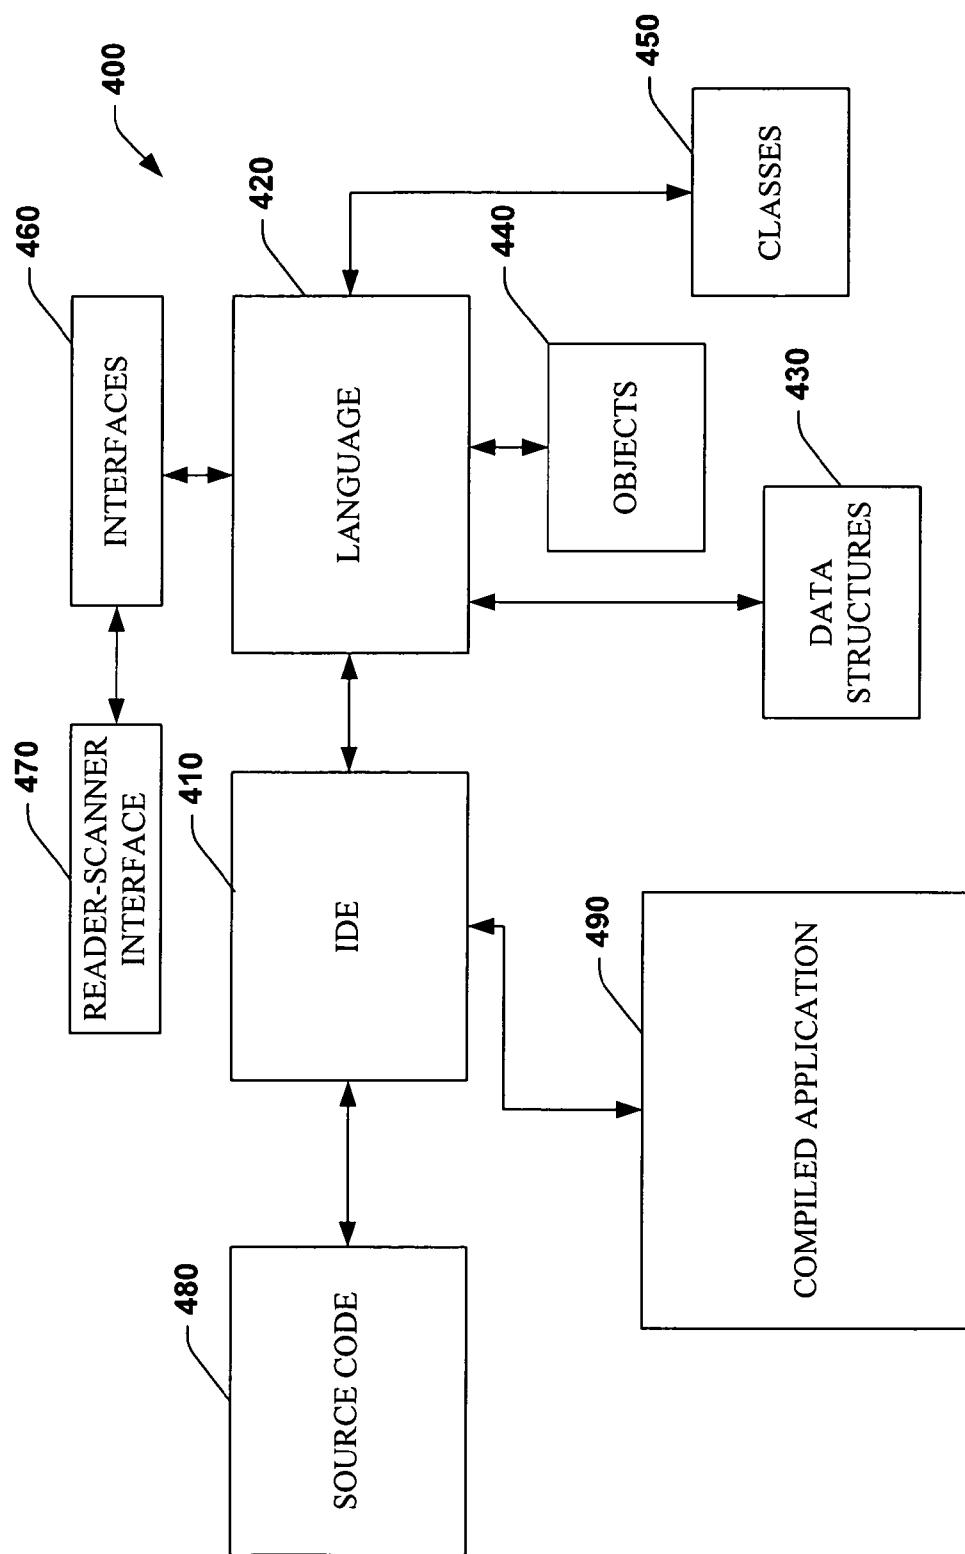 400
460
INTERFACES
470
READER-SCANNER
INTERFACE
420
LANGUAGE
450
CLASSES
440
OBJECTS
430
DATA
STRUCTURES
410
IDE
480
SOURCE CODE
490
COMPILED APPLICATION